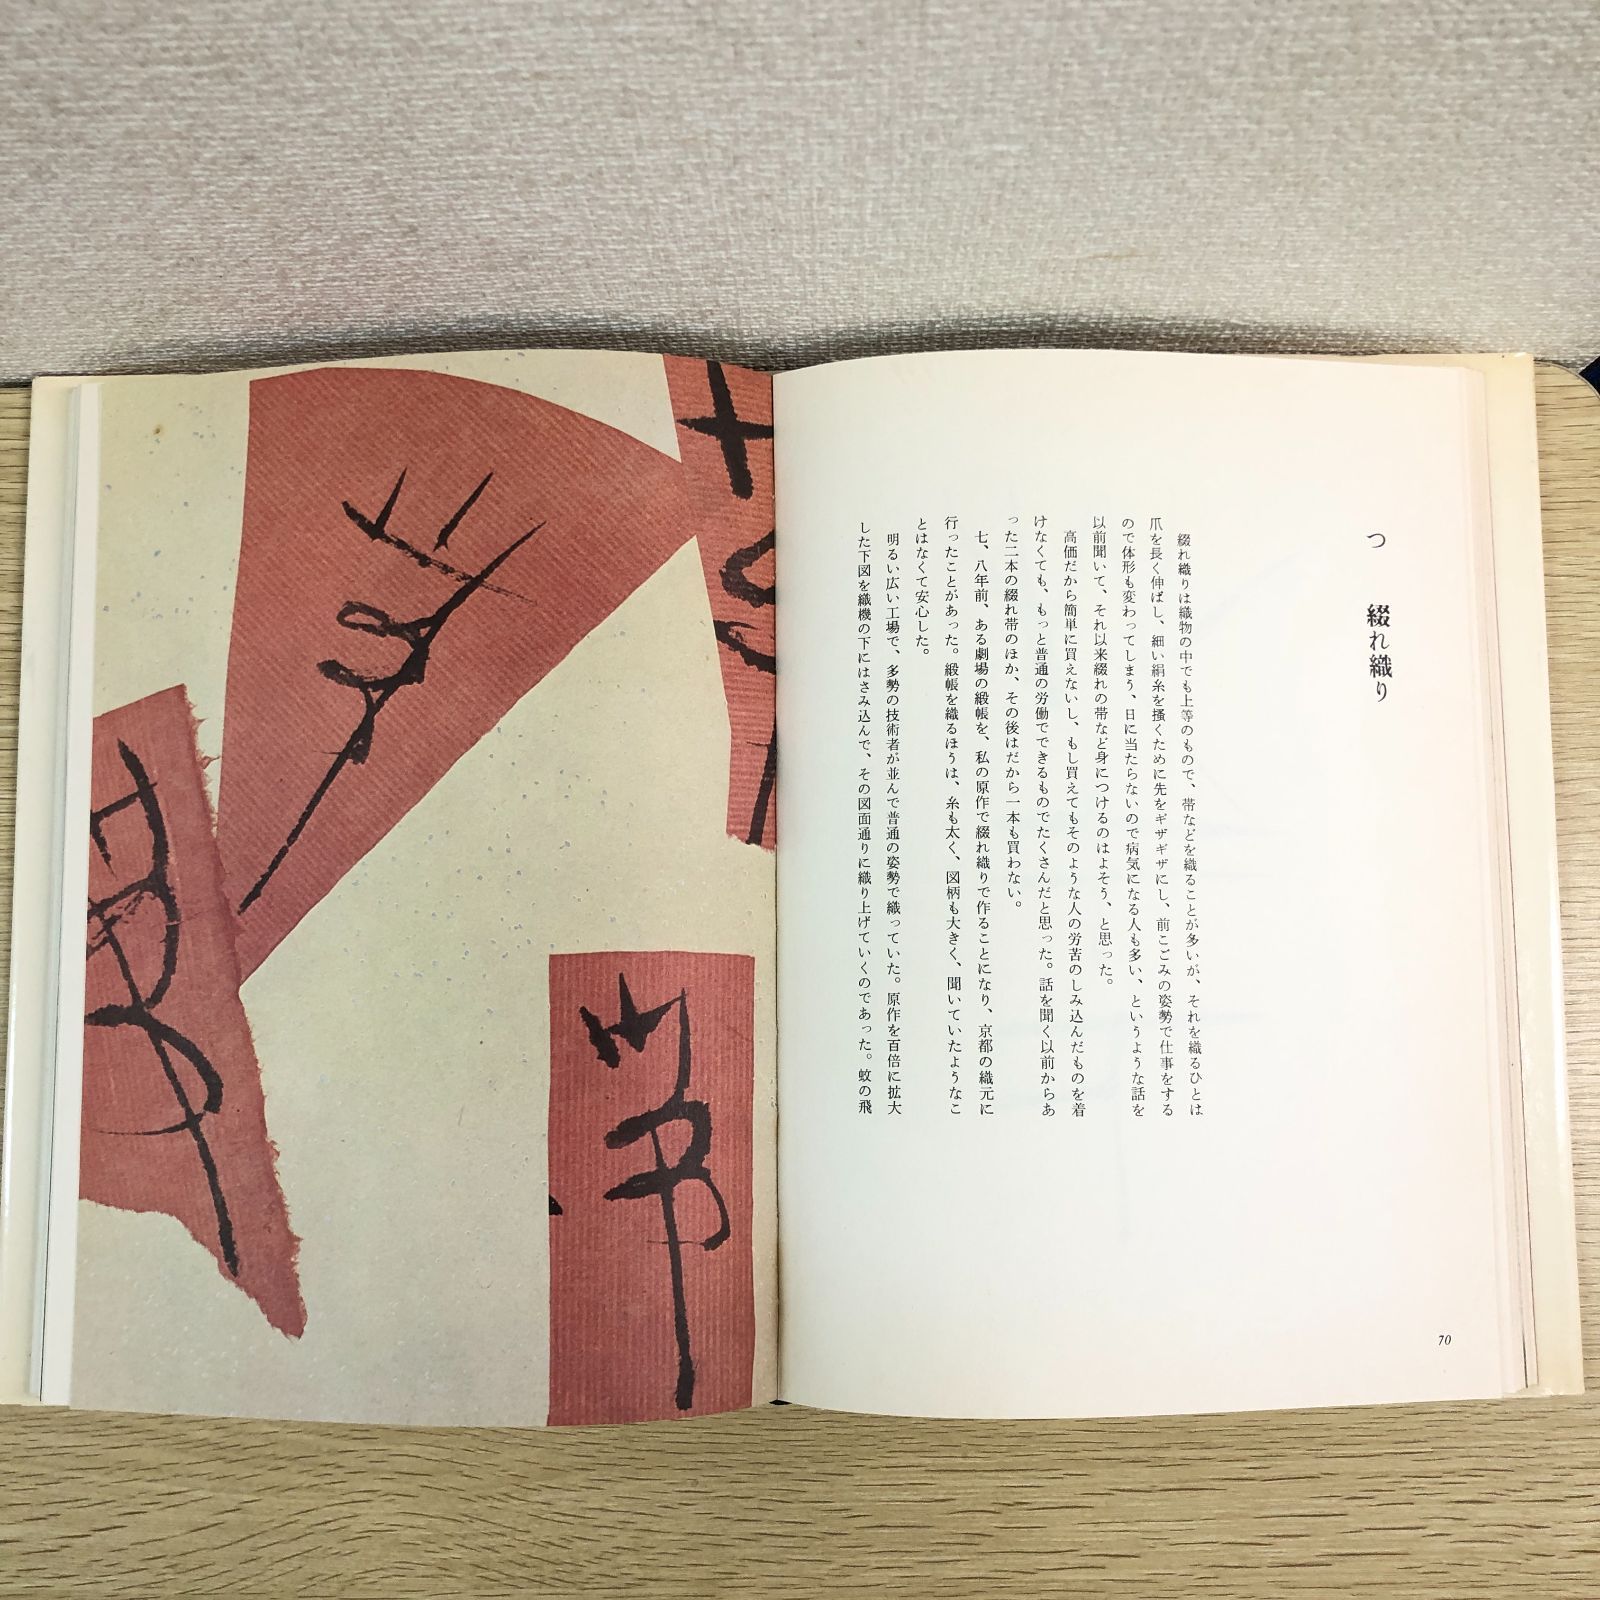 つ 綴れ織り
綴れ織りは織物の中でも上等のもので、帯などを織ることが多いが、それを織るひとは
爪を長く伸ばし、細い絹糸を掻くために先をギザギザにし、前こごみの姿勢で仕事をする
ので体形も変わってしまう、日に当たらないので病気になる人も多い、というような話を
以前聞いて、それ以来綴れの帯など身につけるのはよそう、と思った。
高価だから簡単に買えないし、もし買えてもそのような人の労苦のしみ込んだものを着
けなくても、もっと普通の労働でできるものでたくさんだと思った。話を聞く以前からあ
った二本の綴れ帯のほか、その後はだから一本も買わない。
七、八年前、ある劇場の緞帳を、私の原作で綴れ織りで作ることになり、京都の織元に
行ったことがあった。緞帳を織るほうは、糸も太く、図柄も大きく、聞いていたようなこ
とはなくて安心した。
明るい広い工場で、多勢の技術者が並んで普通の姿勢で織っていた。原作を百倍に拡大
した下図を織機の下にはさみ込んで、その図面通りに織り上げていくのであった。蚊の飛
70